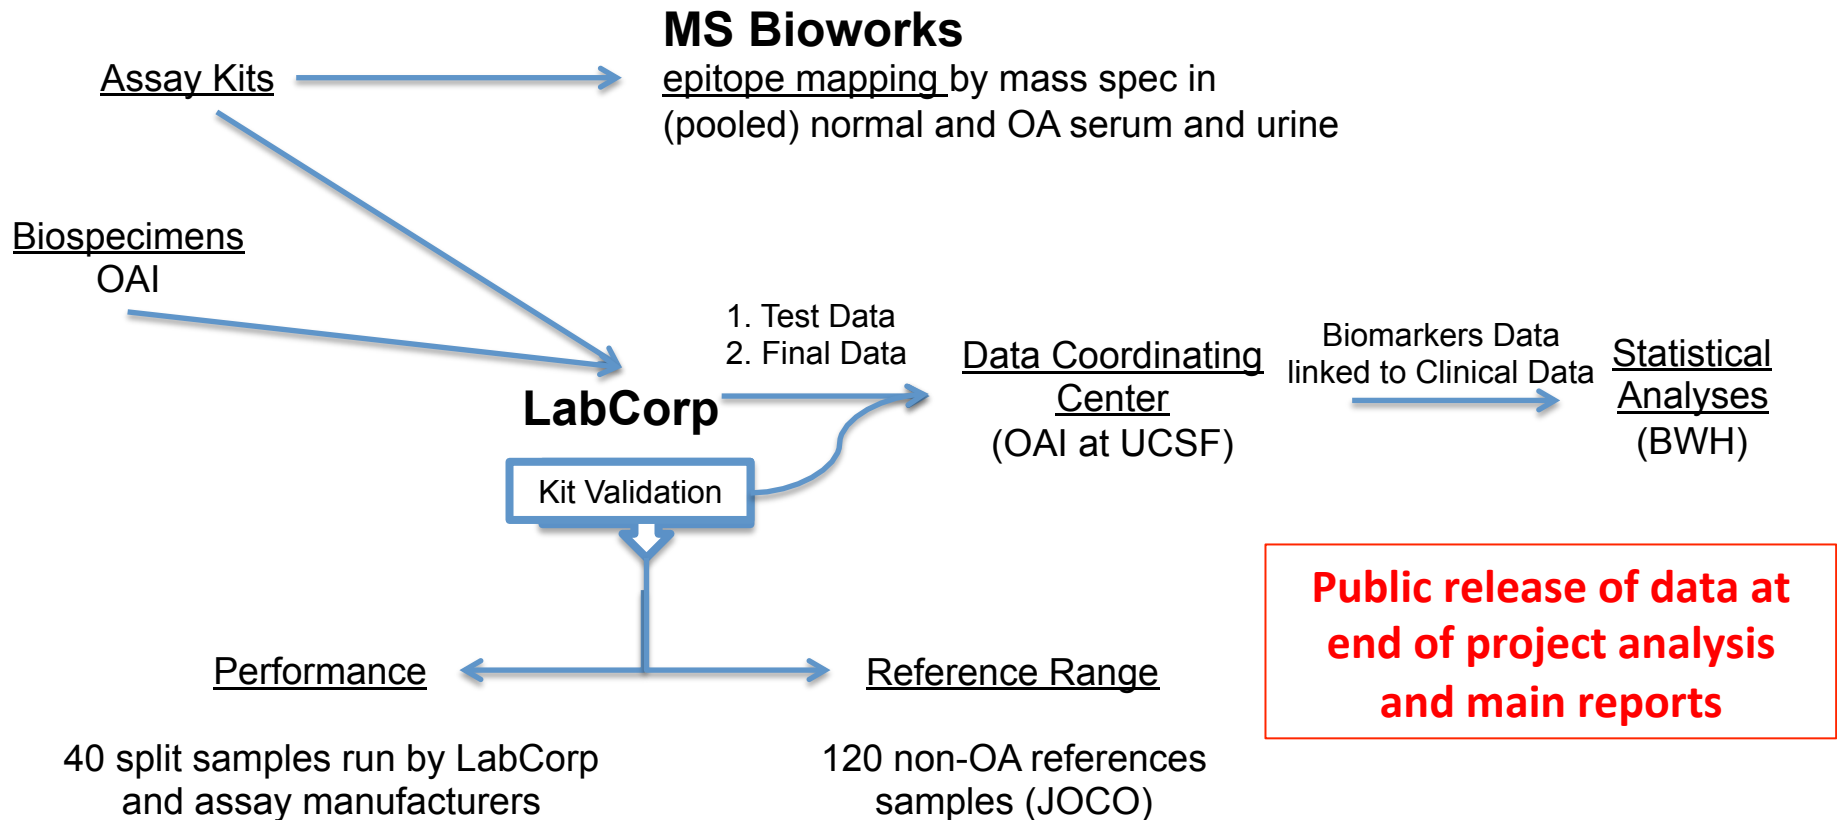 MS Bioworks
Assay Kits
epitope mapping by mass spec in
(pooled) normal and OA serum and urine
Biospecimens
OAI
1. Test Data
2. Final Data
LabCorp
Data Coordinating
Center
(OAI at UCSF)
Biomarkers Data
linked to Clinical Data
Statistical
Analyses
(BWH)
Kit Validation
Public release of data at
end of project analysis
and main reports
Performance
40 split samples run by LabCorp
and assay manufacturers
Reference Range
120 non-OA references
samples (JOCO)